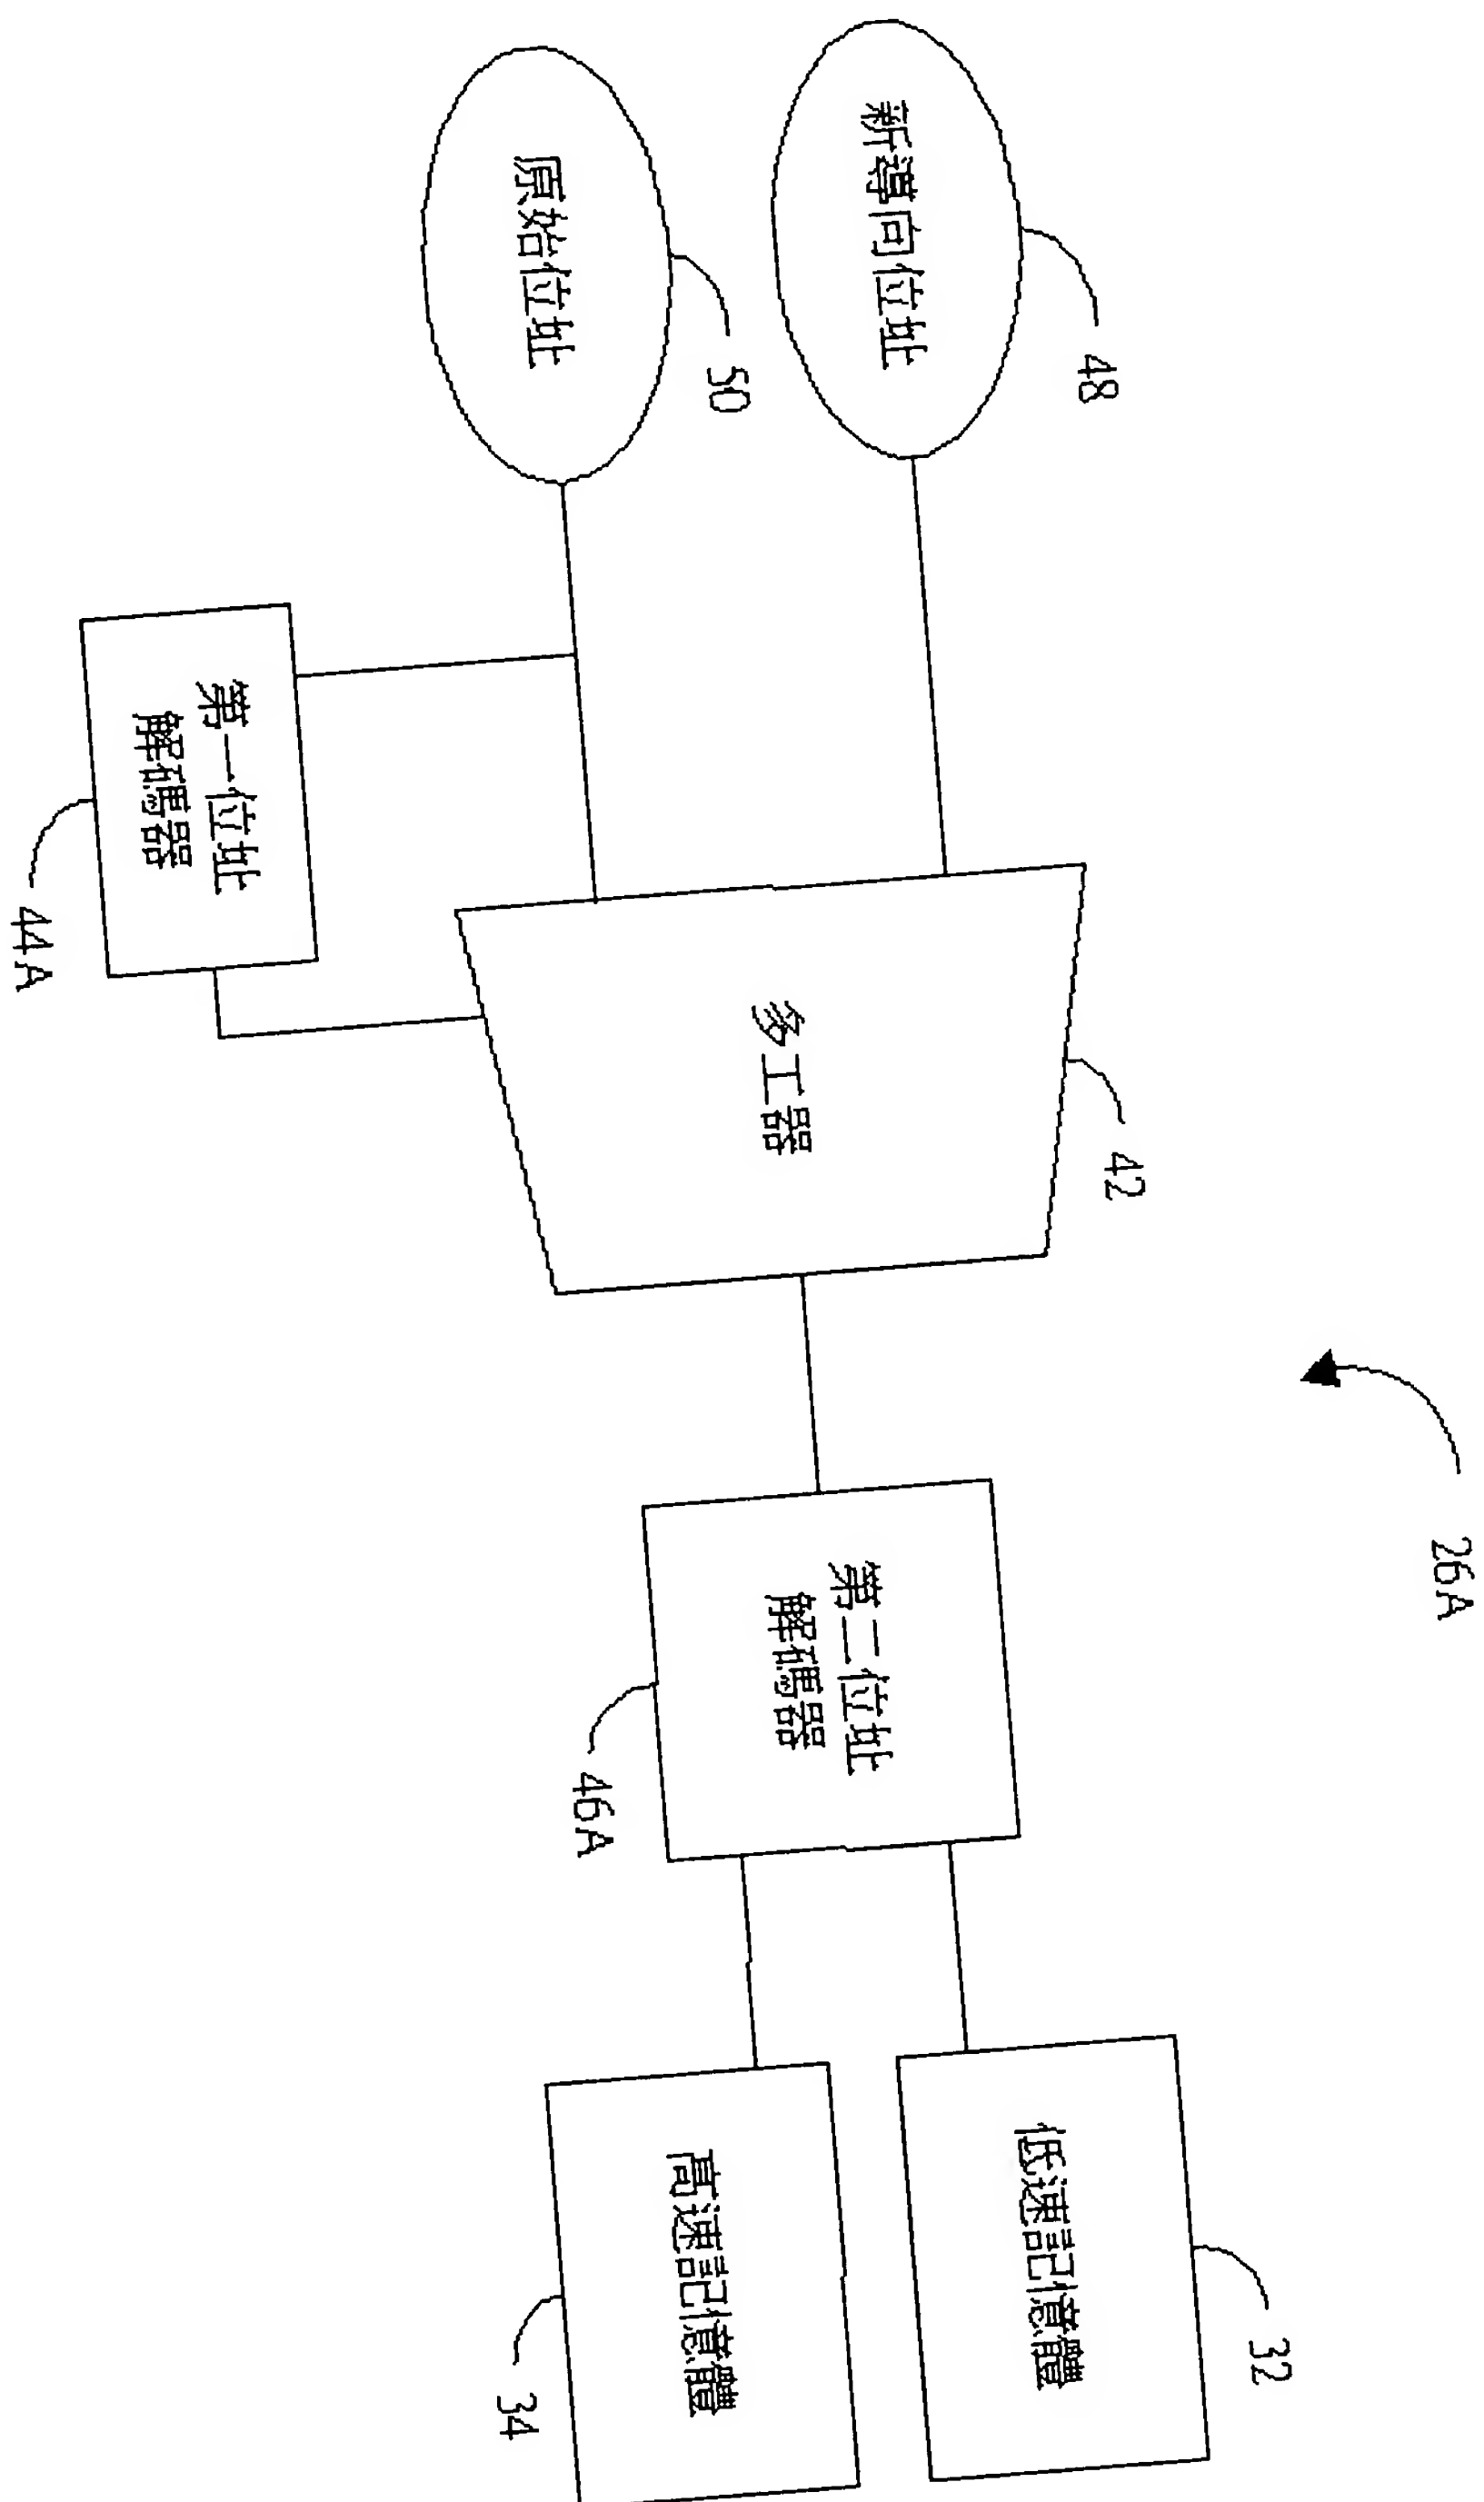 26A
48
新導向位址
50
原始位址
42
多工器
第一位址
解碼器
44A
第二位址
解碼器
46A
32
低速記憶體
高速記憶體
34